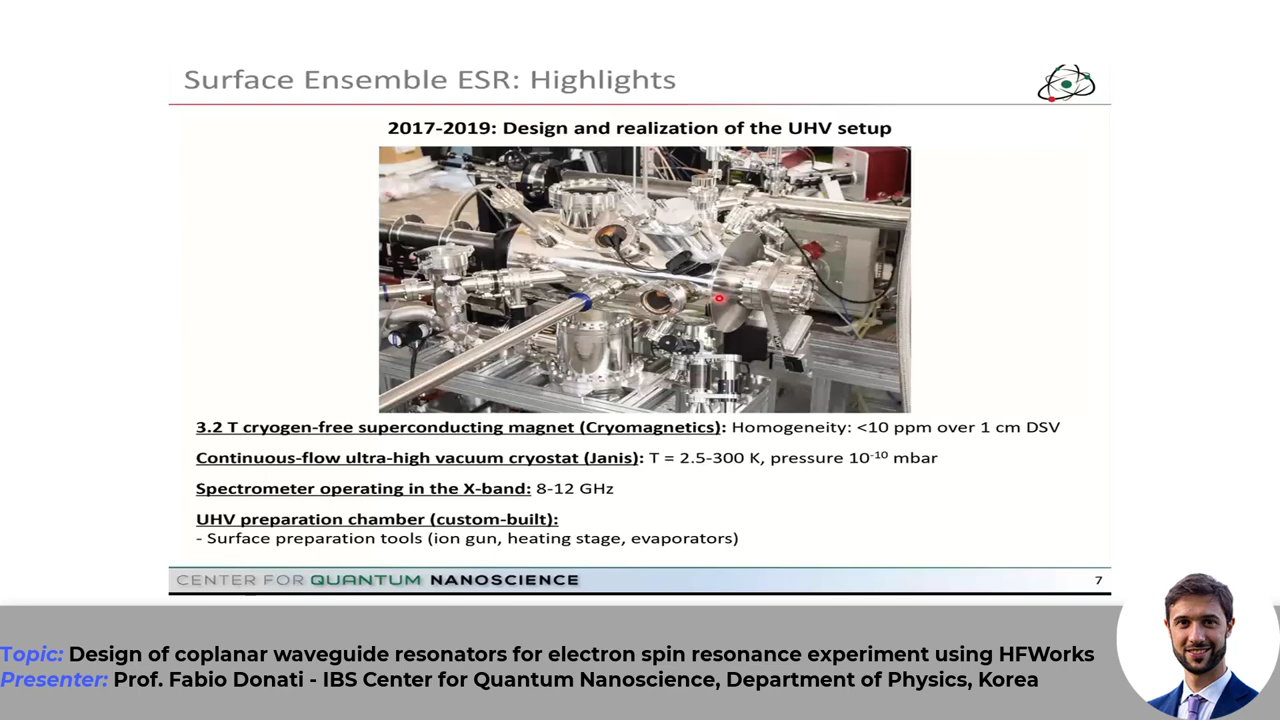 Surface Ensemble ESR: Highlights
2017-2019: Design and realization of the UHV setup
3.2 T cryogen-free superconducting magnet (Cryomagnetics): Homogeneity: <10 ppm over 1 cm DSV
Continuous-flow ultra-high vacuum cryostat (Janis): T = 2.5-300 K, pressure 10⁻¹⁰ mbar
Spectrometer operating in the X-band: 8-12 GHz
UHV preparation chamber (custom-built):
- Surface preparation tools (ion gun, heating stage, evaporators)
CENTER FOR QUANTUM NANOSCIENCE
7
Topic: Design of coplanar waveguide resonators for electron spin resonance experiment using HFWorks
Presenter: Prof. Fabio Donati - IBS Center for Quantum Nanoscience, Department of Physics, Korea